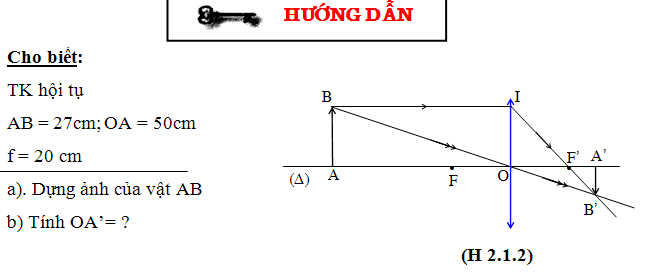 HƯỚNG DẪN
Cho biết:
TK hội tụ
AB = 27cm; OA = 50cm
f = 20 cm
a). Dựng ảnh của vật AB
b) Tính OA’= ?
B I
F’ A’
(Δ) A F O
B’
(H 2.1.2)